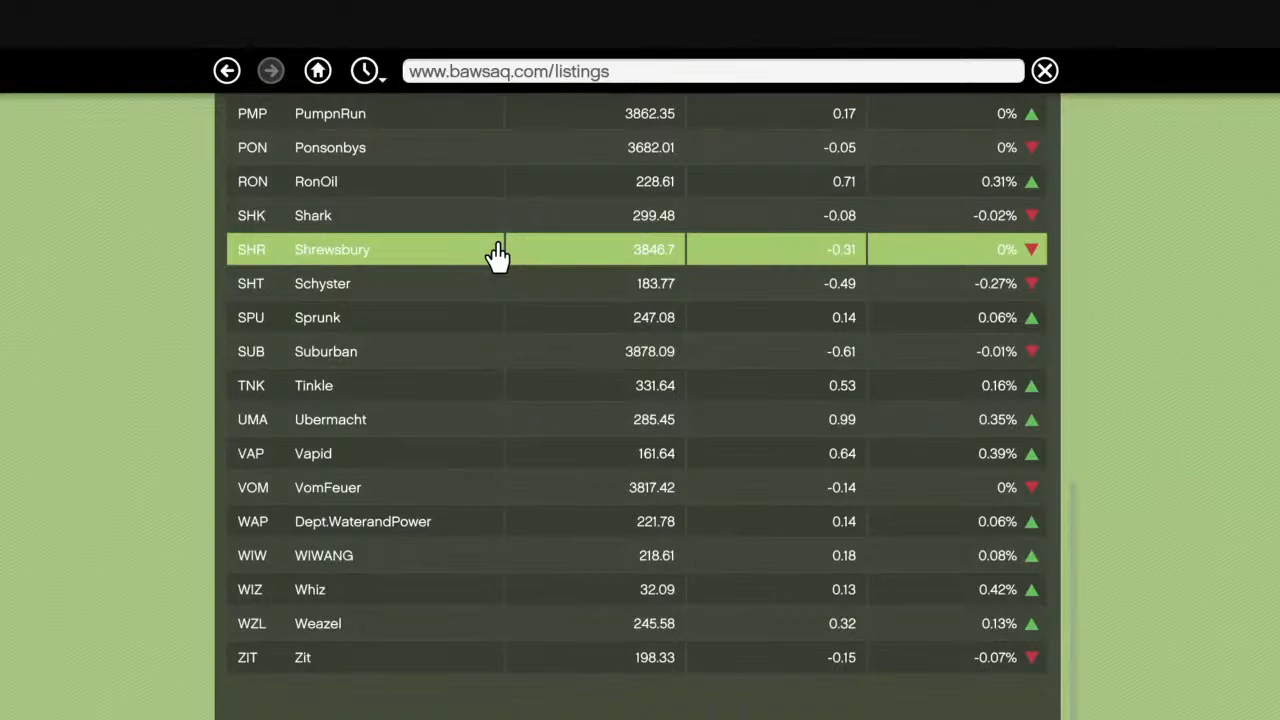 www.bawsaq.com/listings
PMP PumpnRun 3862.35 0.17 0%
PON Ponsonbys 3682.01 -0.05 0%
RON RonOil 228.61 0.71 0.31%
SHK Shark 299.48 -0.08 -0.02%
SHR Shrewsbury 3846.7 -0.31 0%
SHT Schyster 183.77 -0.49 -0.27%
SPU Sprunk 247.08 0.14 0.06%
SUB Suburban 3878.09 -0.61 -0.01%
TNK Tinkle 331.64 0.53 0.16%
UMA Ubermacht 285.45 0.99 0.35%
VAP Vapid 161.64 0.64 0.39%
VOM VomFeuer 3817.42 -0.14 0%
WAP Dept.WaterandPower 221.78 0.14 0.06%
WIW WIWANG 218.61 0.18 0.08%
WIZ Whiz 32.09 0.13 0.42%
WZL Weazel 245.58 0.32 0.13%
ZIT Zit 198.33 -0.15 -0.07%